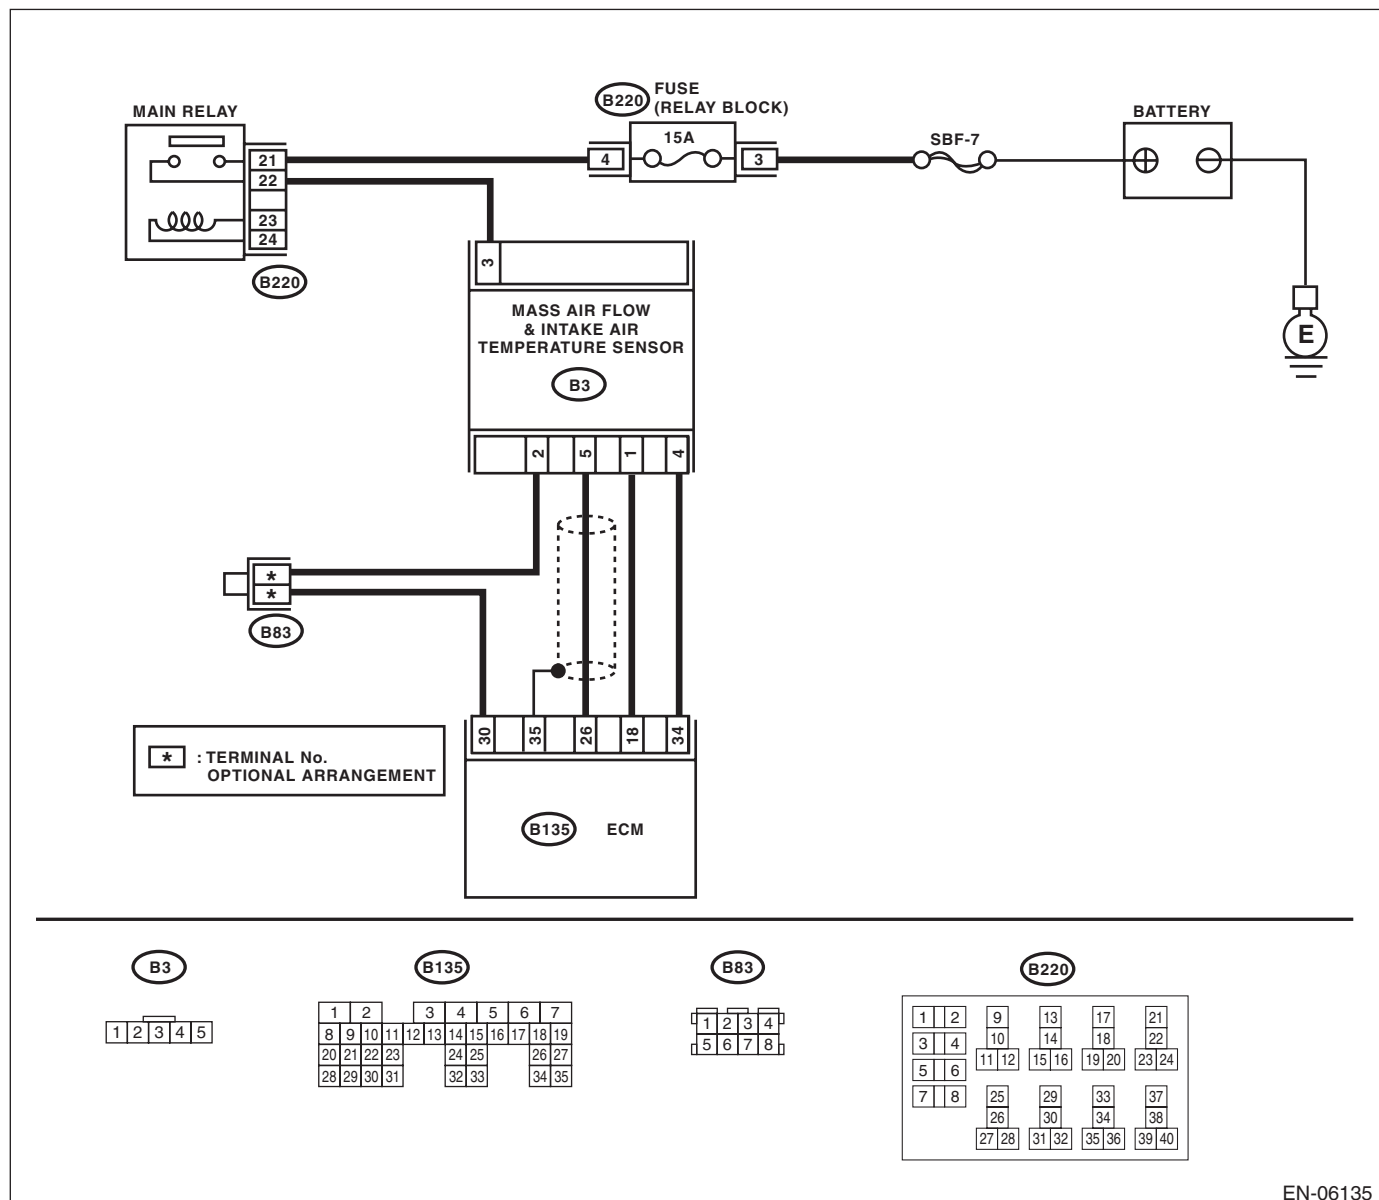 MAIN RELAY
B220
FUSE
(RELAY BLOCK)
15A
SBF-7
BATTERY
21
22
23
24
4
3
B220
E
3
MASS AIR FLOW
& INTAKE AIR
TEMPERATURE SENSOR
B3
2 5 1 4
*
*
B83
30 35 26 18 34
* : TERMINAL No.
OPTIONAL ARRANGEMENT
B135 ECM
B3
1 2 3 4 5
B135
1 2 3 4 5 6 7
8 9 10 11 12 13 14 15 16 17 18 19
20 21 22 23 24 25 26 27
28 29 30 31 32 33 34 35
B83
1 2 3 4
5 6 7 8
B220
1 2 9 13 17 21
3 4 10 14 18 22
11 12 15 16 19 20 23 24
5 6
7 8 25 29 33 37
26 30 34 38
27 28 31 32 35 36 39 40
EN-06135